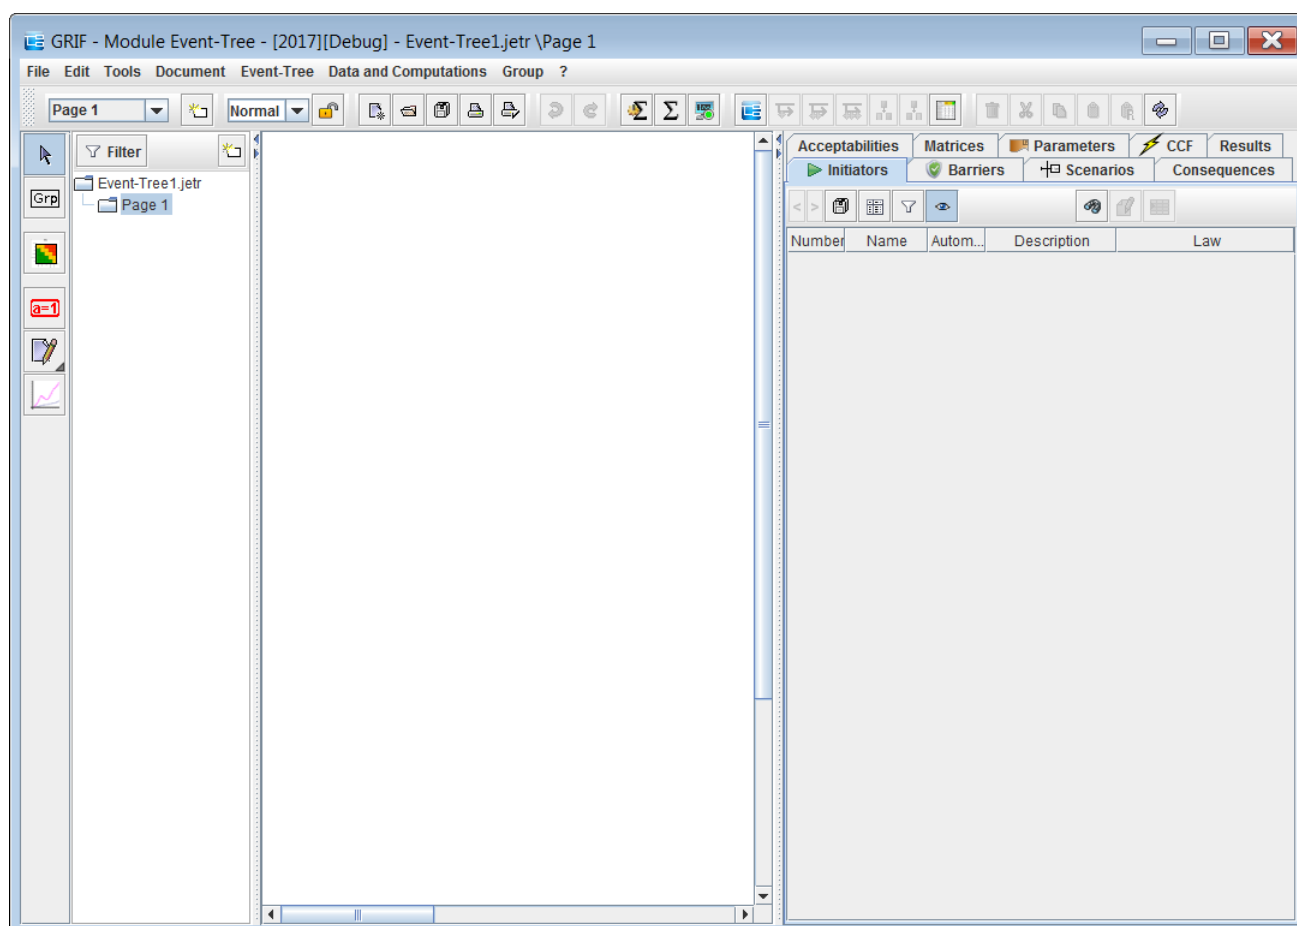 GRIF - Module Event-Tree - [2017][Debug] - Event-Tree1.jetr \Page 1
File Edit Tools Document Event-Tree Data and Computations Group ?
Page 1 Normal
Filter
Event-Tree1.jetr
Page 1
Grp
a=1
Acceptabilities Matrices Parameters CCF Results
Initiators Barriers Scenarios Consequences
< >
Number Name Autom... Description Law